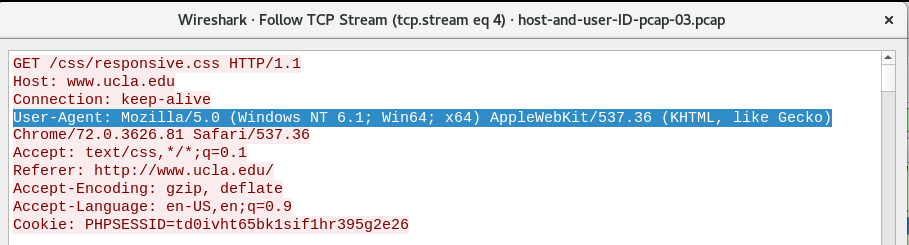 Wireshark · Follow TCP Stream (tcp.stream eq 4) · host-and-user-ID-pcap-03.pcap
GET /css/responsive.css HTTP/1.1
Host: www.ucla.edu
Connection: keep-alive
User-Agent: Mozilla/5.0 (Windows NT 6.1; Win64; x64) AppleWebKit/537.36 (KHTML, like Gecko)
Chrome/72.0.3626.81 Safari/537.36
Accept: text/css,*/*;q=0.1
Referer: http://www.ucla.edu/
Accept-Encoding: gzip, deflate
Accept-Language: en-US,en;q=0.9
Cookie: PHPSESSID=td0ivht65bk1sif1hr395g2e26